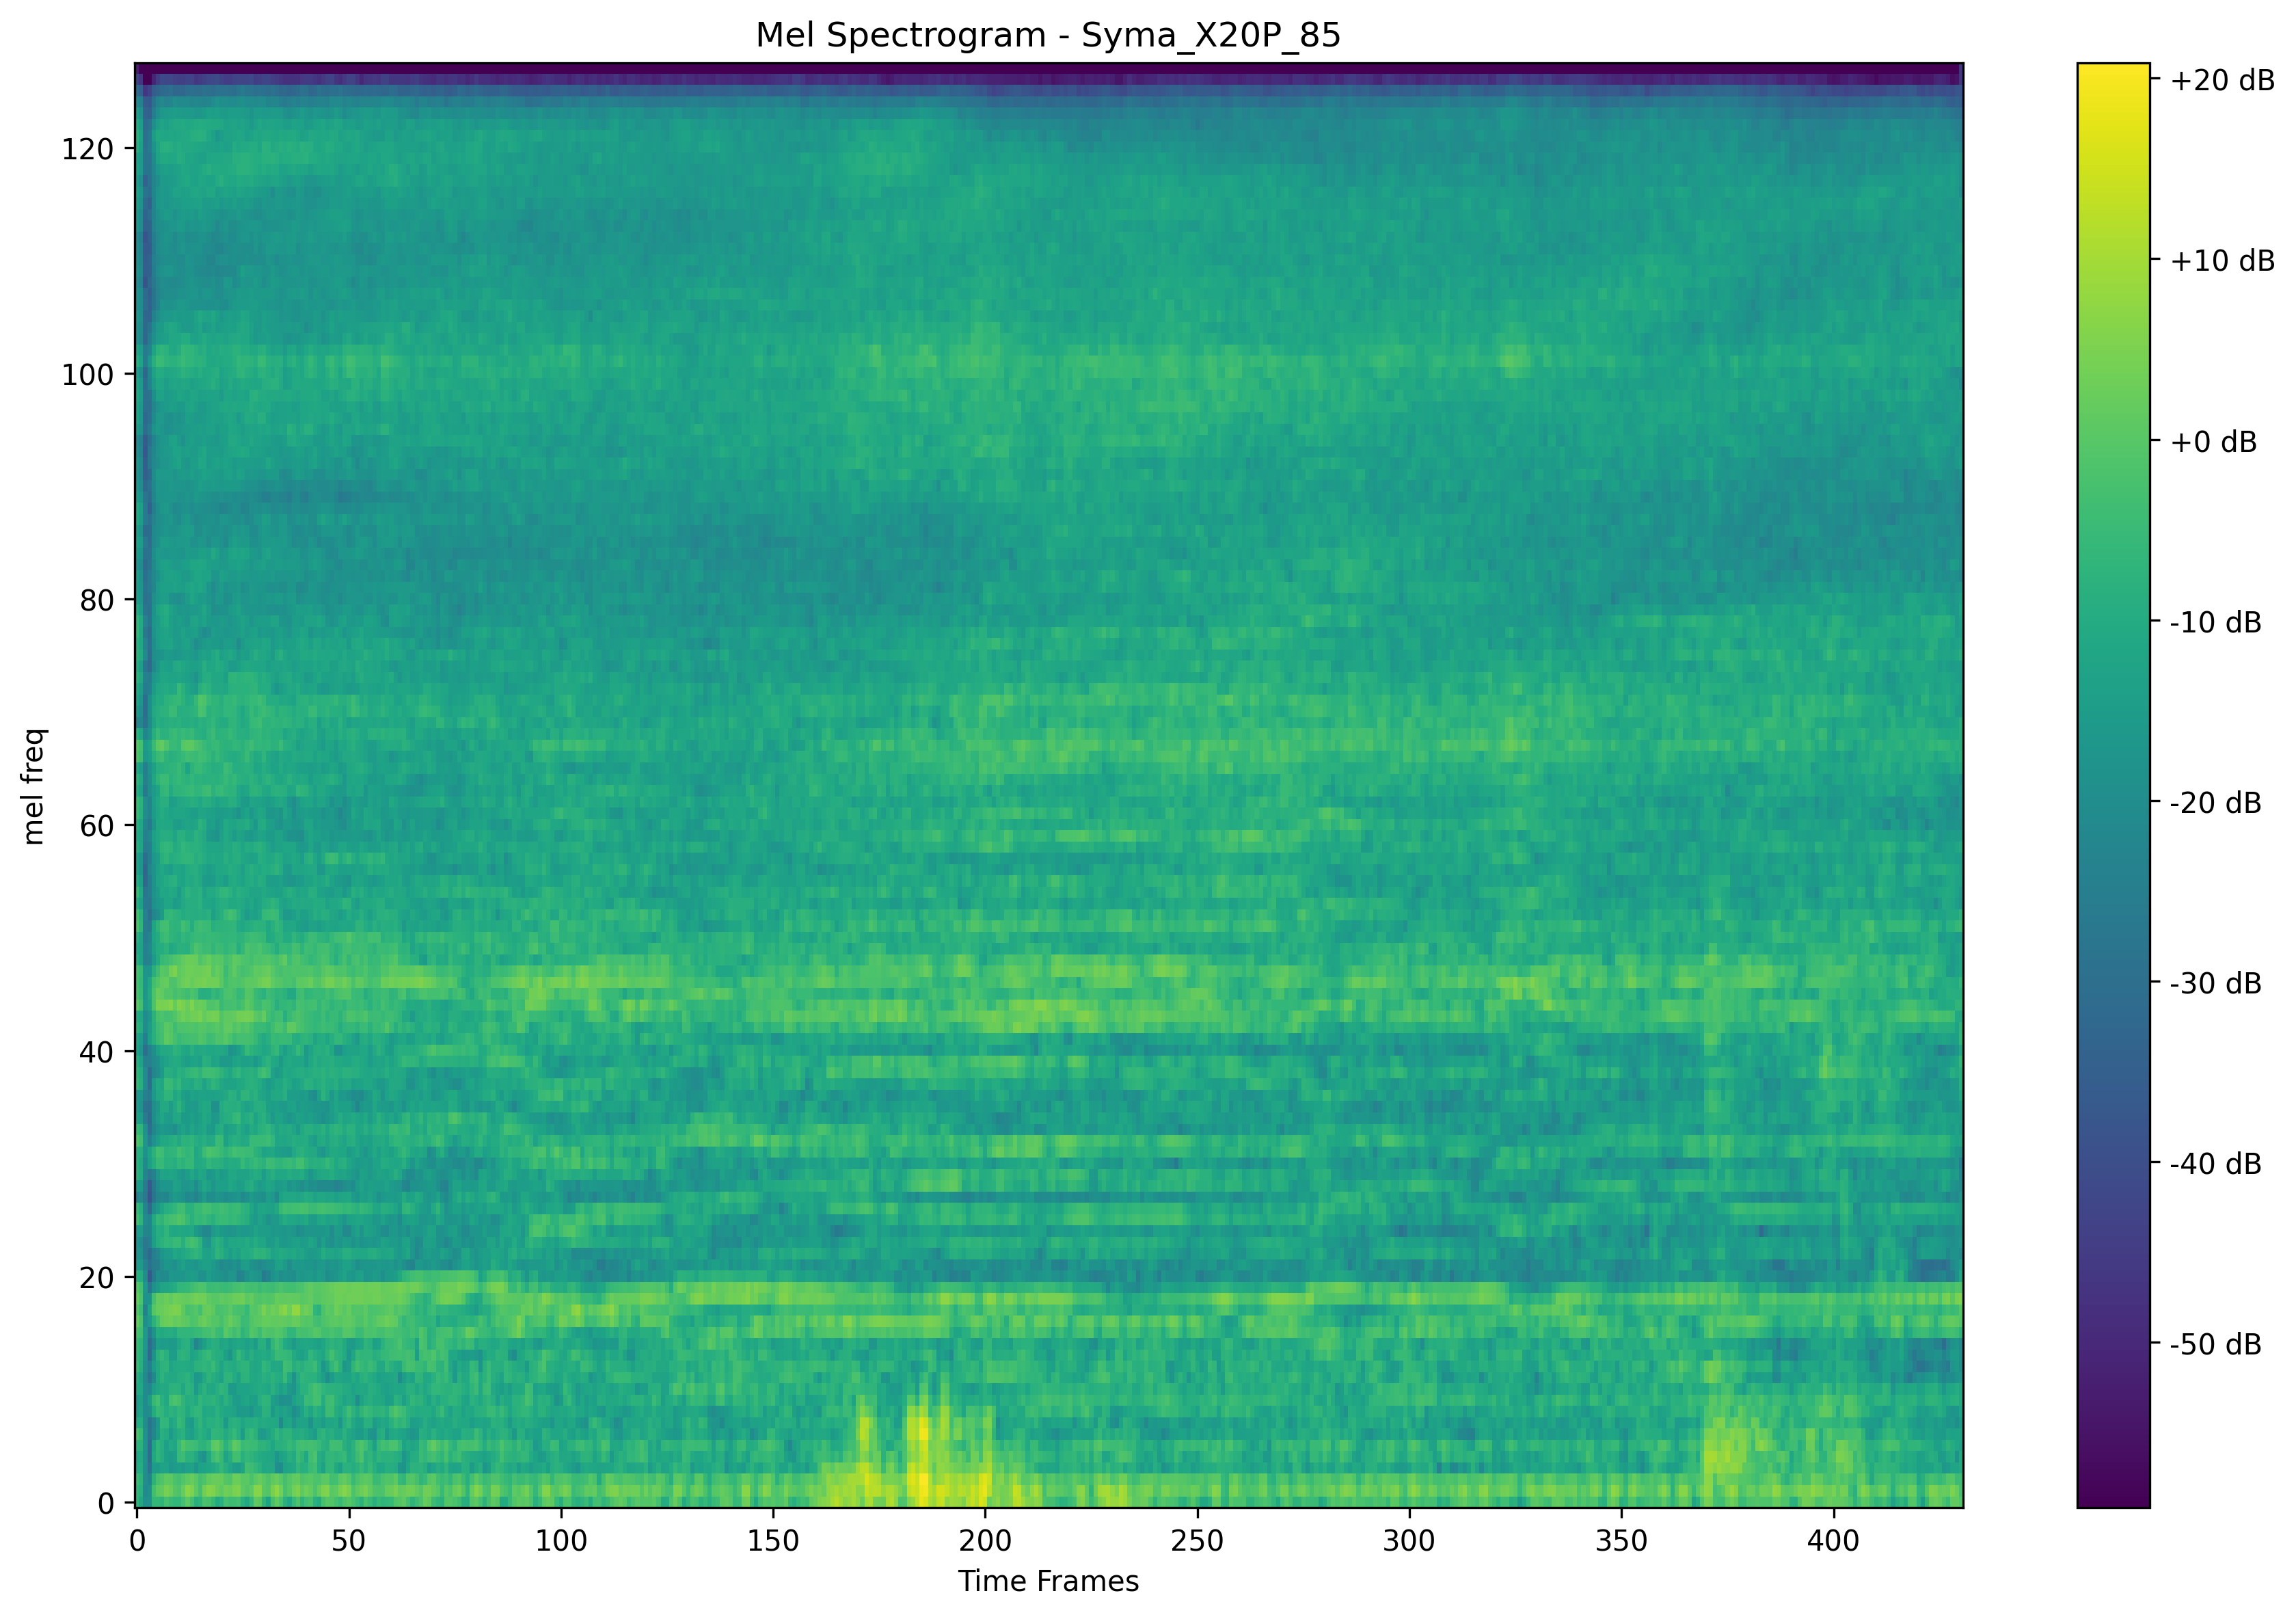 Mel Spectrogram - Syma_X20P_85
mel freq
120
100
80
60
40
20
0
0 50 100 150 200 250 300 350 400
Time Frames
+20 dB
+10 dB
+0 dB
-10 dB
-20 dB
-30 dB
-40 dB
-50 dB